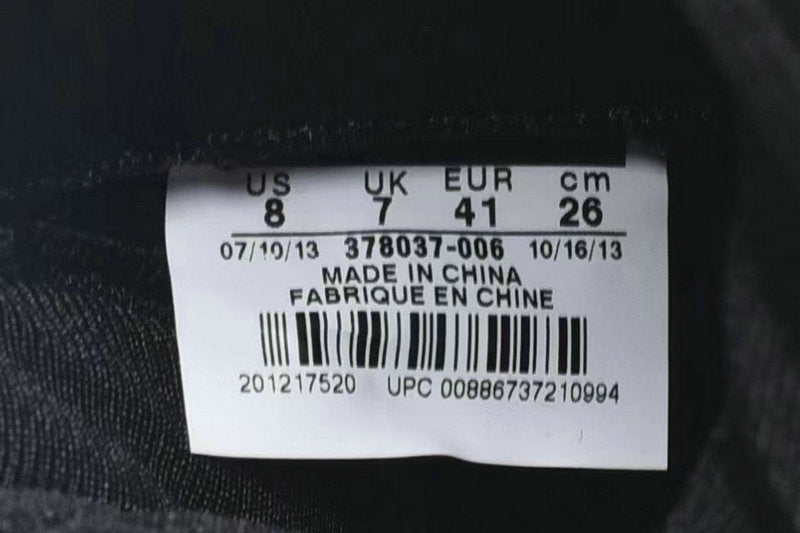 US UK EUR cm
8 7 41 26
07/19/13 378037-006 10/16/13
MADE IN CHINA
FABRIQUE EN CHINE
201217520 UPC 00886737210994